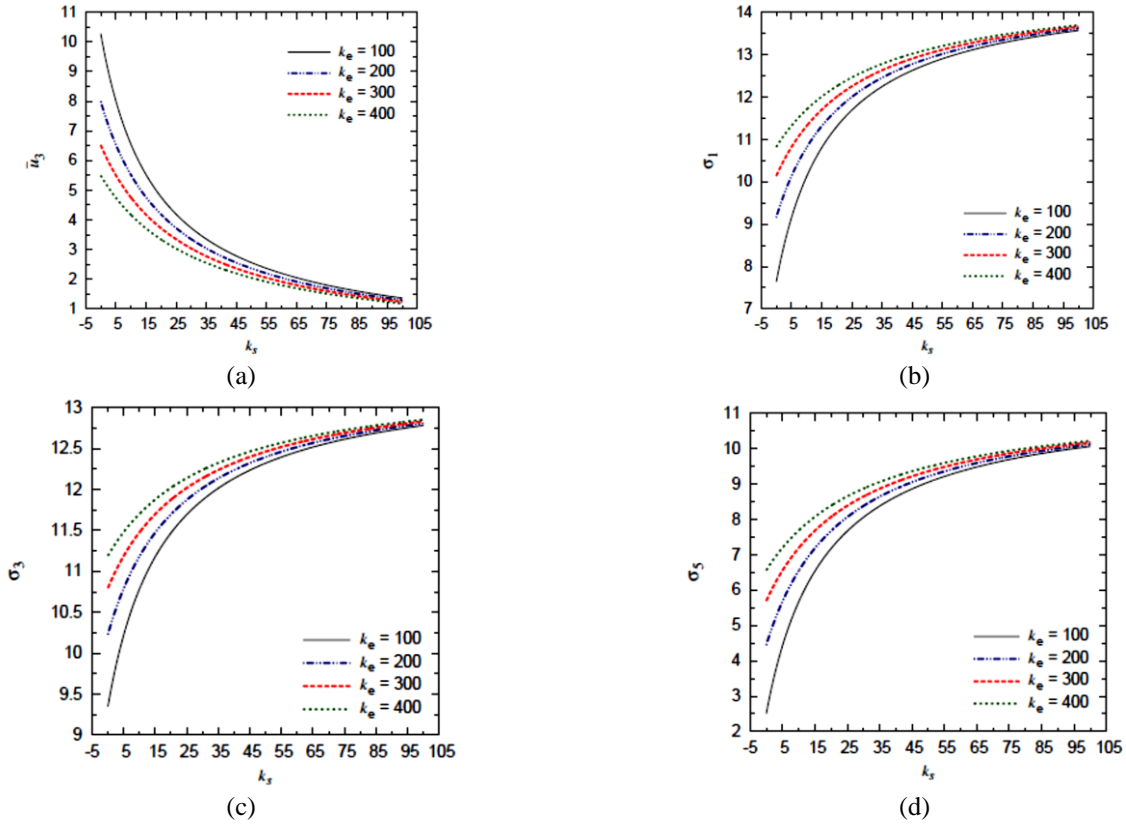 11
10
9
8
7
6
5
4
3
2
1
ū₃
kₑ = 100
kₑ = 200
kₑ = 300
kₑ = 400
-5 5 15 25 35 45 55 65 75 85 95 105
kₛ
(a)
14
13
12
11
10
9
8
7
σ₁
kₑ = 100
kₑ = 200
kₑ = 300
kₑ = 400
-5 5 15 25 35 45 55 65 75 85 95 105
kₛ
(b)
13
12.5
12
11.5
11
10.5
10
9.5
9
σ₃
kₑ = 100
kₑ = 200
kₑ = 300
kₑ = 400
-5 5 15 25 35 45 55 65 75 85 95 105
kₛ
(c)
11
10
9
8
7
6
5
4
3
2
σ₅
kₑ = 100
kₑ = 200
kₑ = 300
kₑ = 400
-5 5 15 25 35 45 55 65 75 85 95 105
kₛ
(d)